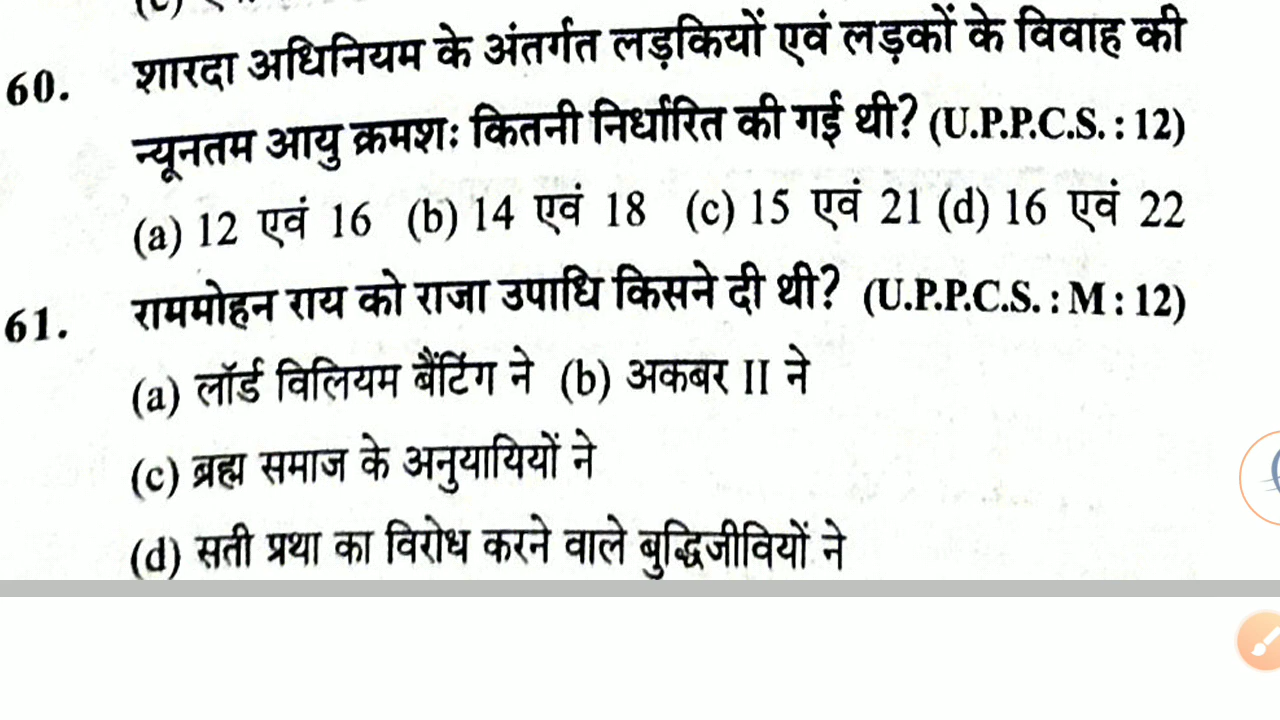 60. शारदा अधिनियम के अंतर्गत लड़कियों एवं लड़कों के विवाह की
न्यूनतम आयु क्रमशः कितनी निर्धारित की गई थी? (U.P.P.C.S. : 12)
(a) 12 एवं 16 (b) 14 एवं 18 (c) 15 एवं 21 (d) 16 एवं 22
61. राममोहन राय को राजा उपाधि किसने दी थी? (U.P.P.C.S. : M : 12)
(a) लॉर्ड विलियम बैंटिंग ने (b) अकबर II ने
(c) ब्रह्म समाज के अनुयायियों ने
(d) सती प्रथा का विरोध करने वाले बुद्धिजीवियों ने